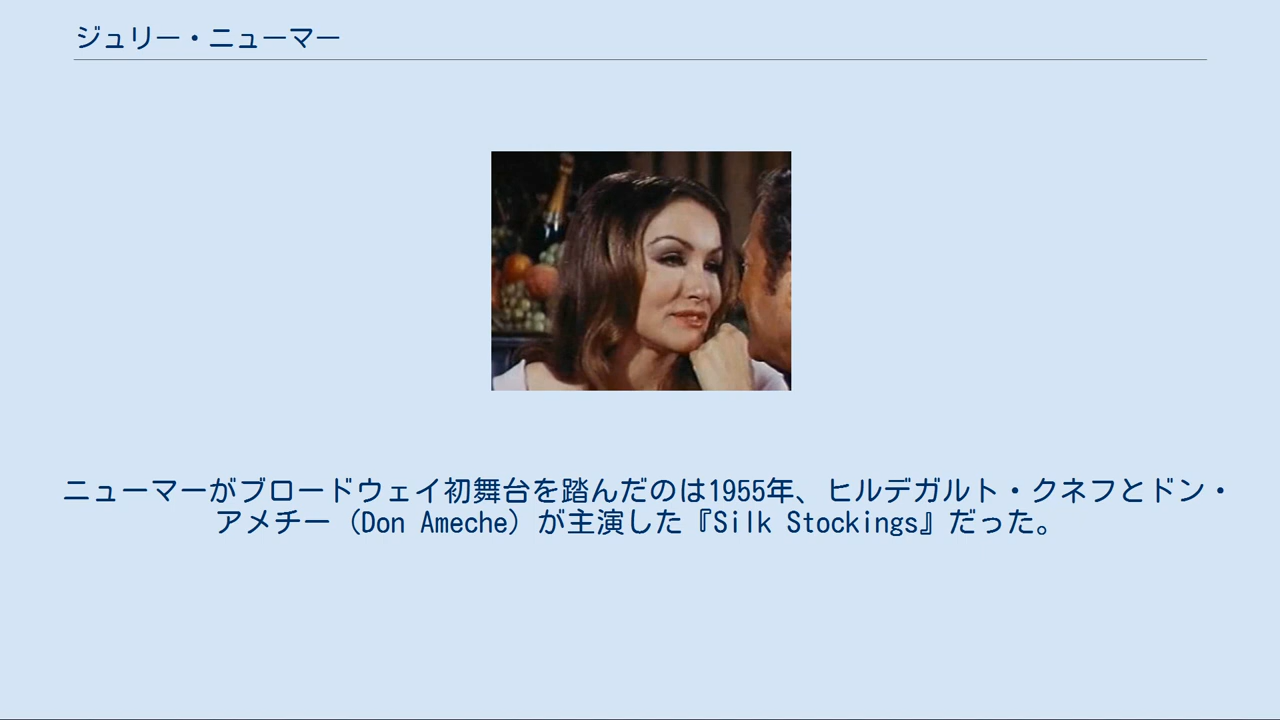 ジュリー・ニューマー
ニューマーがブロードウェイ初舞台を踏んだのは1955年、ヒルデガルト・クネフとドン・
アメチー（Don Ameche）が主演した『Silk Stockings』だった。